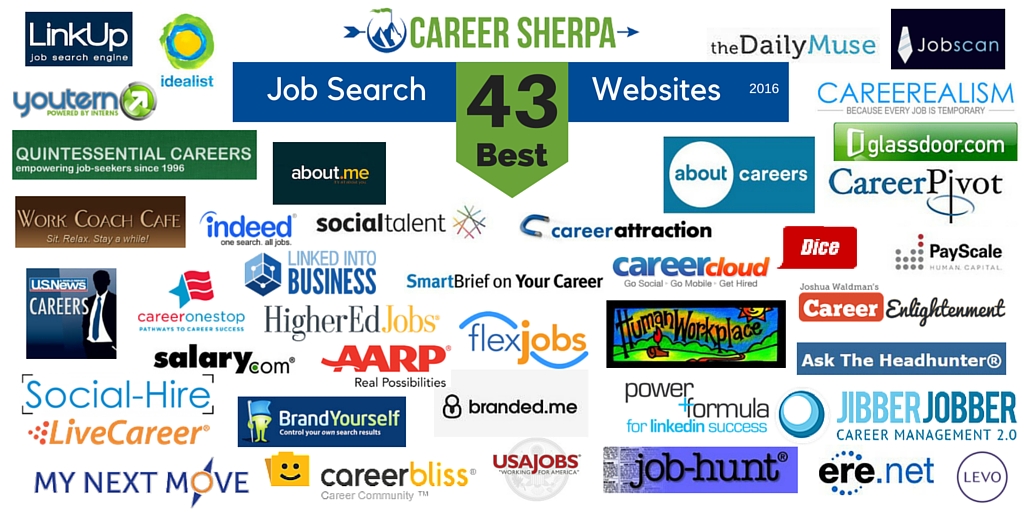 LinkUp
job search engine
idealist
CAREER SHERPA
theDailyMuse
Jobscan
Job Search
43
Best
Websites
2016
youtern
POWERED BY INTERNS
CAREEREALISM
BECAUSE EVERY JOB IS TEMPORARY
QUINTESSENTIAL CAREERS
empowering job-seekers since 1996
about.me
about careers
glassdoor.com
CareerPivot
WORK COACH CAFE
Sit. Relax. Stay a while!
indeed®
one search. all jobs.
socialtalent
careerattraction
Dice
PayScale
HUMAN. CAPITAL.
U.S.News
CAREERS
careeronestop
PATHWAYS TO CAREER SUCCESS
LINKED INTO
BUSINESS
SmartBrief on Your Career
careercloud
Go Social · Go Mobile · Get Hired
Joshua Waldman's
Career Enlightenment
HigherEdJobs®
flexjobs
Human Workplace
salary.com®
AARP®
Real Possibilities
Ask The Headhunter®
Social-Hire
LiveCareer®
BrandYourself
Control your own search results
branded.me
power
+formula
for linkedin success
JIBBERJOBBER
CAREER MANAGEMENT 2.0
MY NEXT MOVE
careerbliss®
Career Community ™
USAJOBS®
"WORKING FOR AMERICA"
job-hunt®
ere.net
LEVO